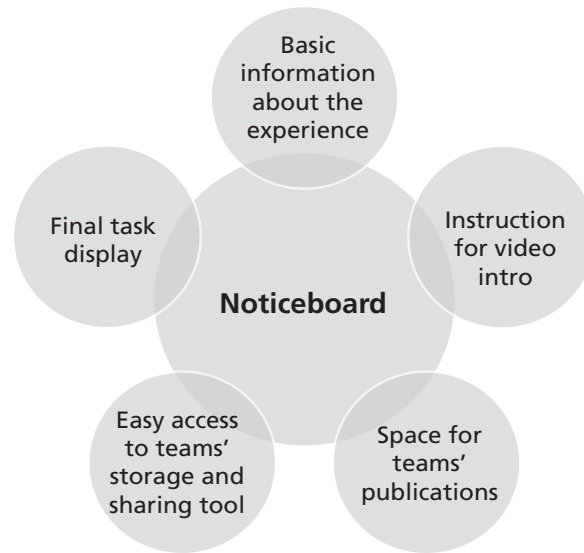 Basic
information
about the
experience
Final task
display
Instruction
for video
intro
Noticeboard
Easy access
to teams’
storage and
sharing tool
Space for
teams’
publications